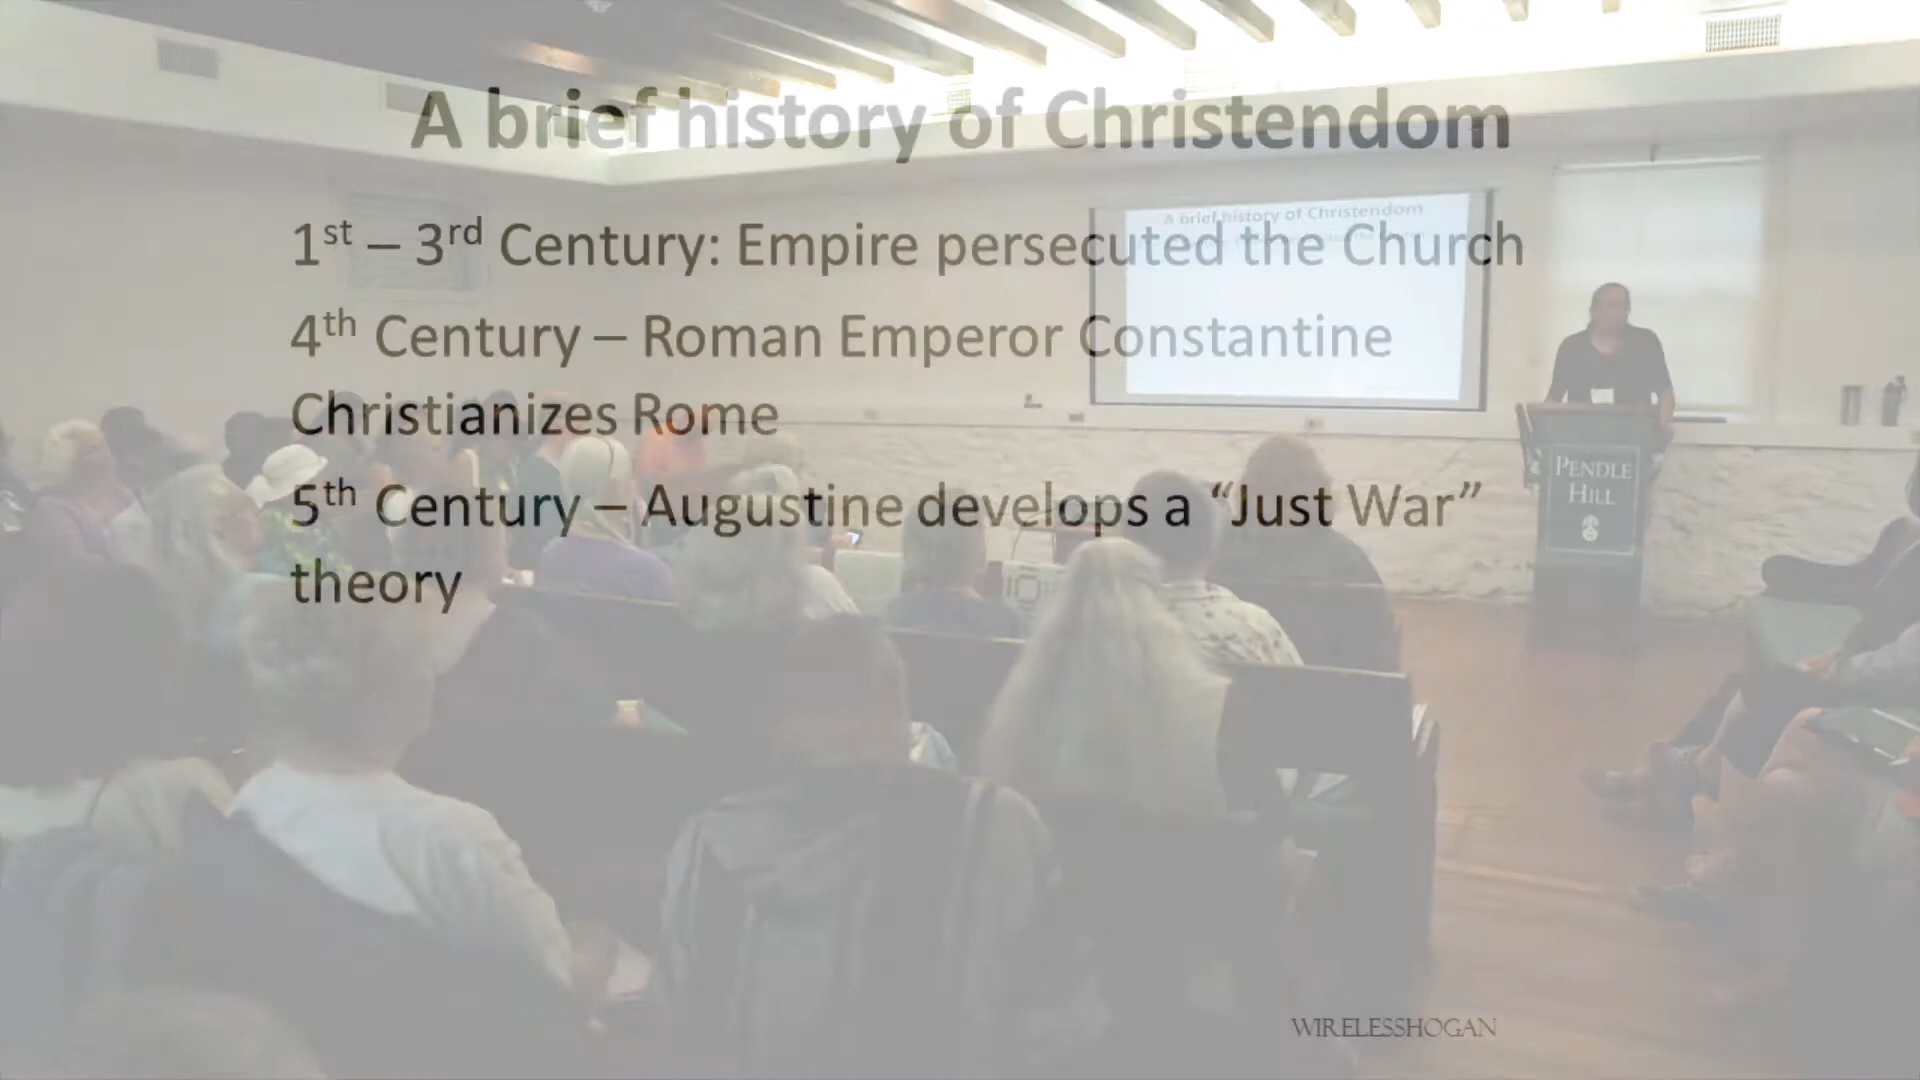 A brief history of Christendom
1st – 3rd Century: Empire persecuted the Church
4th Century – Roman Emperor Constantine
Christianizes Rome
5th Century – Augustine develops a “Just War”
theory
A brief history of Christendom
PENDLE
HILL
WIRELESSHOGAN